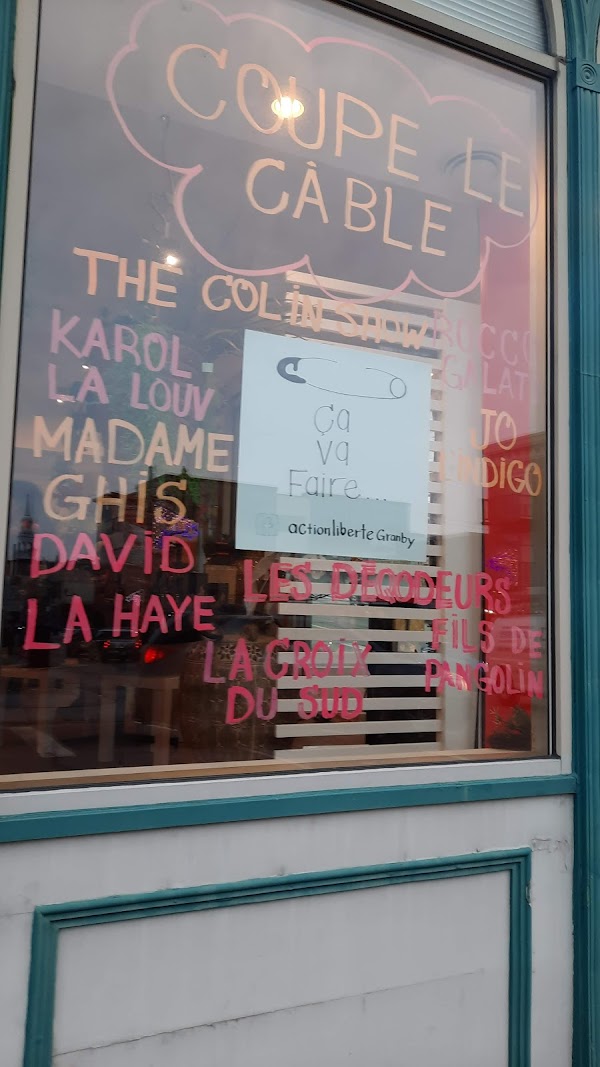 COUPE LE
CÀBLE
THE COLIN SHOW
KAROL
LA LOUV
MADAME
GHIS
DAVID
LA HAYE
ROCCO
GALAT
JO
L'INDIGO
Ça
va
Faire....
actionliberte Granby
LES DÉCODEURS
LA CROIX
DU SUD
FILS DE
PANGOLIN